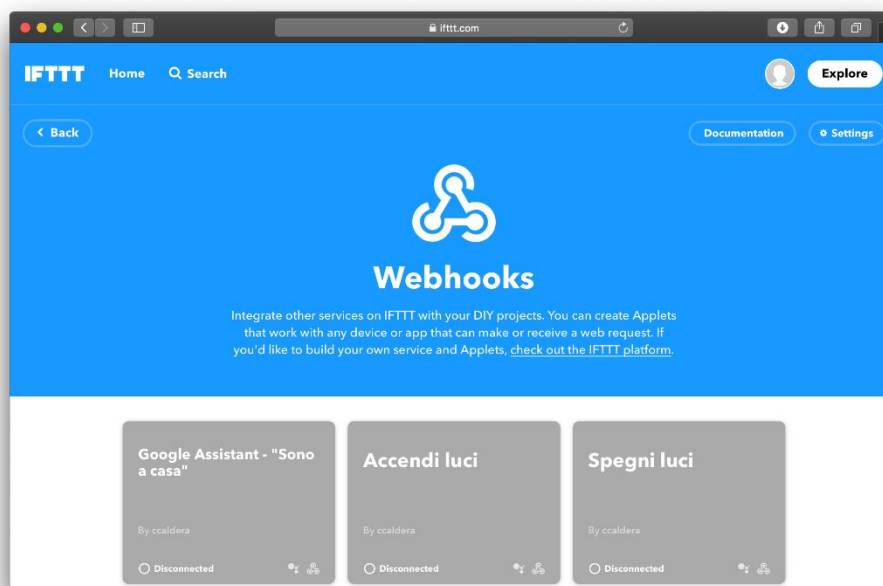 ifttt.com
IFTTT Home Search Explore
Back Documentation Settings
Webhooks
Integrate other services on IFTTT with your DIY projects. You can create Applets
that work with any device or app that can make or receive a web request. If
you'd like to build your own service and Applets, check out the IFTTT platform.
Google Assistant - "Sono
a casa"
By ccaldera
Disconnected
Accendi luci
By ccaldera
Disconnected
Spegni luci
By ccaldera
Disconnected